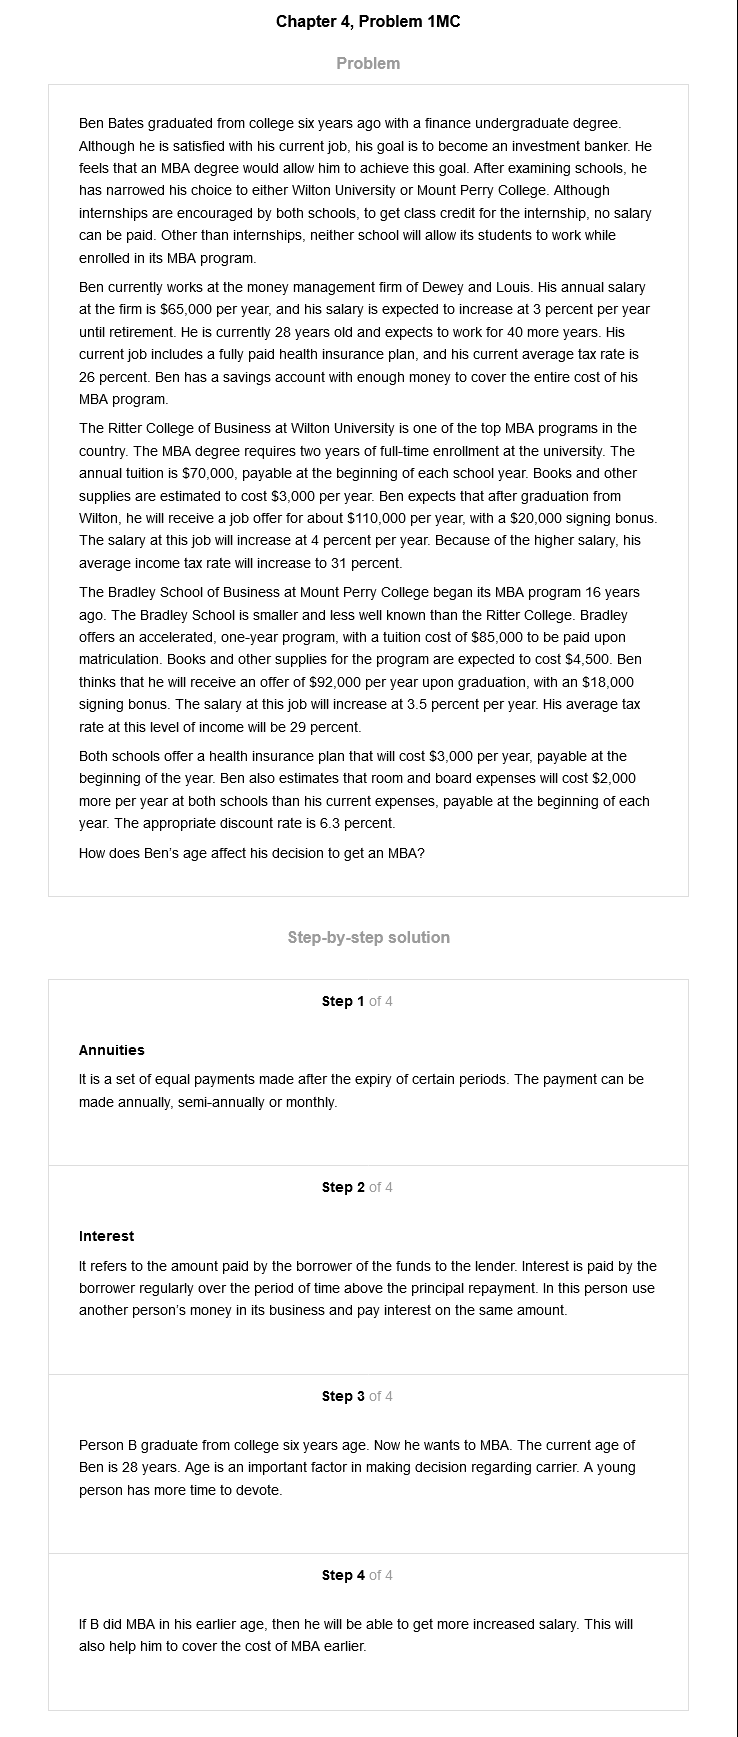 Chapter 4, Problem 1MC
Problem
Ben Bates graduated from college six years ago with a finance undergraduate degree.
Although he is satisfied with his current job, his goal is to become an investment banker. He
feels that an MBA degree would allow him to achieve this goal. After examining schools, he
has narrowed his choice to either Wilton University or Mount Perry College. Although
internships are encouraged by both schools, to get class credit for the internship, no salary
can be paid. Other than internships, neither school will allow its students to work while
enrolled in its MBA program.
Ben currently works at the money management firm of Dewey and Louis. His annual salary
at the firm is $65,000 per year, and his salary is expected to increase at 3 percent per year
until retirement. He is currently 28 years old and expects to work for 40 more years. His
current job includes a fully paid health insurance plan, and his current average tax rate is
26 percent. Ben has a savings account with enough money to cover the entire cost of his
MBA program.
The Ritter College of Business at Wilton University is one of the top MBA programs in the
country. The MBA degree requires two years of full-time enrollment at the university. The
annual tuition is $70,000, payable at the beginning of each school year. Books and other
supplies are estimated to cost $3,000 per year. Ben expects that after graduation from
Wilton, he will receive a job offer for about $110,000 per year, with a $20,000 signing bonus.
The salary at this job will increase at 4 percent per year. Because of the higher salary, his
average income tax rate will increase to 31 percent.
The Bradley School of Business at Mount Perry College began its MBA program 16 years
ago. The Bradley School is smaller and less well known than the Ritter College. Bradley
offers an accelerated, one-year program, with a tuition cost of $85,000 to be paid upon
matriculation. Books and other supplies for the program are expected to cost $4,500. Ben
thinks that he will receive an offer of $92,000 per year upon graduation, with an $18,000
signing bonus. The salary at this job will increase at 3.5 percent per year. His average tax
rate at this level of income will be 29 percent.
Both schools offer a health insurance plan that will cost $3,000 per year, payable at the
beginning of the year. Ben also estimates that room and board expenses will cost $2,000
more per year at both schools than his current expenses, payable at the beginning of each
year. The appropriate discount rate is 6.3 percent.
How does Ben's age affect his decision to get an MBA?
Step-by-step solution
Step 1 of 4
Annuities
It is a set of equal payments made after the expiry of certain periods. The payment can be
made annually, semi-annually or monthly.
Step 2 of 4
Interest
It refers to the amount paid by the borrower of the funds to the lender. Interest is paid by the
borrower regularly over the period of time above the principal repayment. In this person use
another person's money in its business and pay interest on the same amount.
Step 3 of 4
Person B graduate from college six years age. Now he wants to MBA. The current age of
Ben is 28 years. Age is an important factor in making decision regarding carrier. A young
person has more time to devote.
Step 4 of 4
If B did MBA in his earlier age, then he will be able to get more increased salary. This will
also help him to cover the cost of MBA earlier.